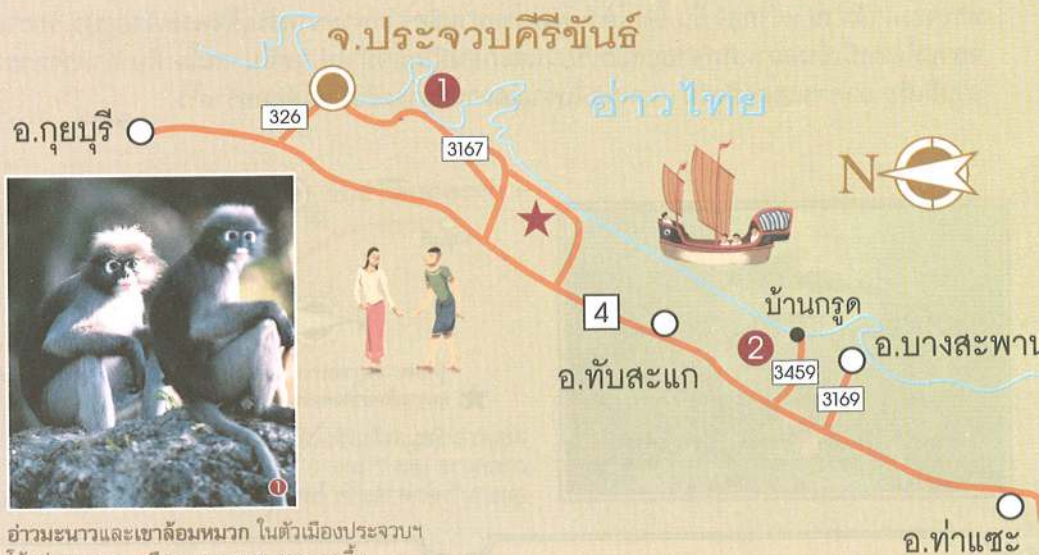 จ.ประจวบคีรีขันธ์
1
อ่าวไทย
326
อ.กุยบุรี
3167
N
4
บ้านกรูด
2
อ.บางสะพาน
อ.ทับสะแก
3459
3169
1
อ่าวมะนาวและเขาล้อมหมวก ในตัวเมืองประจวบฯ
อ.ท่าแซะ